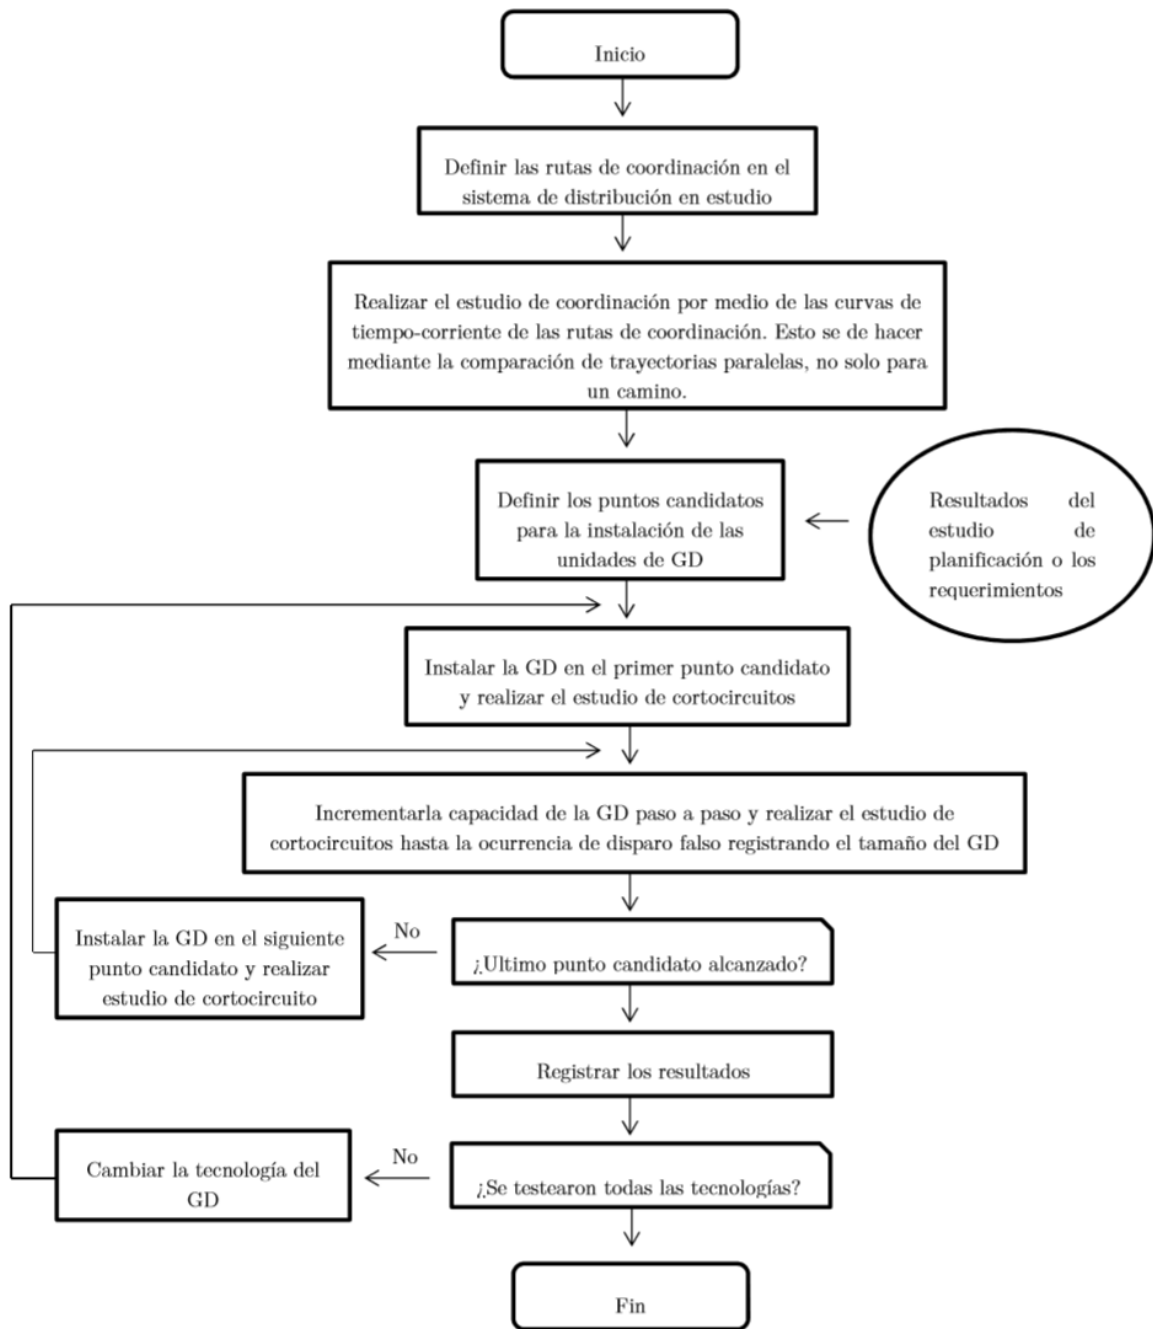 Inicio
Definir las rutas de coordinación en el
sistema de distribución en estudio
Realizar el estudio de coordinación por medio de las curvas de
tiempo-corriente de las rutas de coordinación. Esto se de hacer
mediante la comparación de trayectorias paralelas, no solo para
un camino.
Definir los puntos candidatos
para la instalación de las
unidades de GD
Resultados del
estudio de
planificación o los
requerimientos
Instalar la GD en el primer punto candidato
y realizar el estudio de cortocircuitos
Incrementarla capacidad de la GD paso a paso y realizar el estudio de
cortocircuitos hasta la ocurrencia de disparo falso registrando el tamaño del GD
¿Ultimo punto candidato alcanzado?
No
Instalar la GD en el siguiente
punto candidato y realizar
estudio de cortocircuito
Registrar los resultados
¿Se testearon todas las tecnologías?
No
Cambiar la tecnología del
GD
Fin